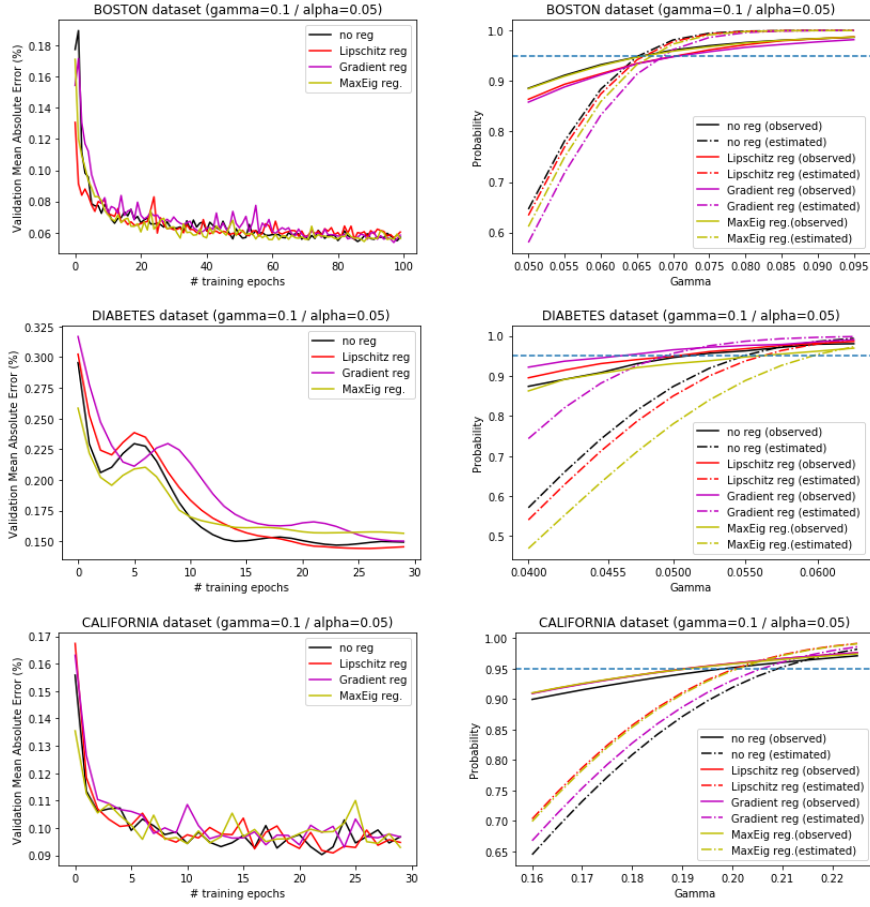 BOSTON dataset (gamma=0.1 / alpha=0.05)
Validation Mean Absolute Error (%)
0.18
0.16
0.14
0.12
0.10
0.08
0.06
no reg
Lipschitz reg
Gradient reg
MaxEig reg.
0 20 40 60 80 100
# training epochs
BOSTON dataset (gamma=0.1 / alpha=0.05)
Probability
1.0
0.9
0.8
0.7
0.6
no reg (observed)
no reg (estimated)
Lipschitz reg (observed)
Lipschitz reg (estimated)
Gradient reg (observed)
Gradient reg (estimated)
MaxEig reg.(observed)
MaxEig reg.(estimated)
0.050 0.055 0.060 0.065 0.070 0.075 0.080 0.085 0.090 0.095
Gamma
DIABETES dataset (gamma=0.1 / alpha=0.05)
Validation Mean Absolute Error (%)
0.325
0.300
0.275
0.250
0.225
0.200
0.175
0.150
no reg
Lipschitz reg
Gradient reg
MaxEig reg.
0 5 10 15 20 25 30
# training epochs
DIABETES dataset (gamma=0.1 / alpha=0.05)
Probability
1.0
0.9
0.8
0.7
0.6
0.5
no reg (observed)
no reg (estimated)
Lipschitz reg (observed)
Lipschitz reg (estimated)
Gradient reg (observed)
Gradient reg (estimated)
MaxEig reg.(observed)
MaxEig reg.(estimated)
0.0400 0.0455 0.0500 0.0550 0.0600
Gamma
CALIFORNIA dataset (gamma=0.1 / alpha=0.05)
Validation Mean Absolute Error (%)
0.17
0.16
0.15
0.14
0.13
0.12
0.11
0.10
0.09
no reg
Lipschitz reg
Gradient reg
MaxEig reg.
0 5 10 15 20 25 30
# training epochs
CALIFORNIA dataset (gamma=0.1 / alpha=0.05)
Probability
1.00
0.95
0.90
0.85
0.80
0.75
0.70
0.65
no reg (observed)
no reg (estimated)
Lipschitz reg (observed)
Lipschitz reg (estimated)
Gradient reg (observed)
Gradient reg (estimated)
MaxEig reg.(observed)
MaxEig reg.(estimated)
0.16 0.17 0.18 0.19 0.20 0.21 0.22
Gamma